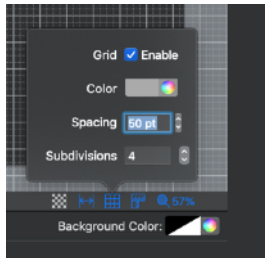 Grid Enable
Color
Spacing 50 pt
Subdivisions 4
57%
Background Color: